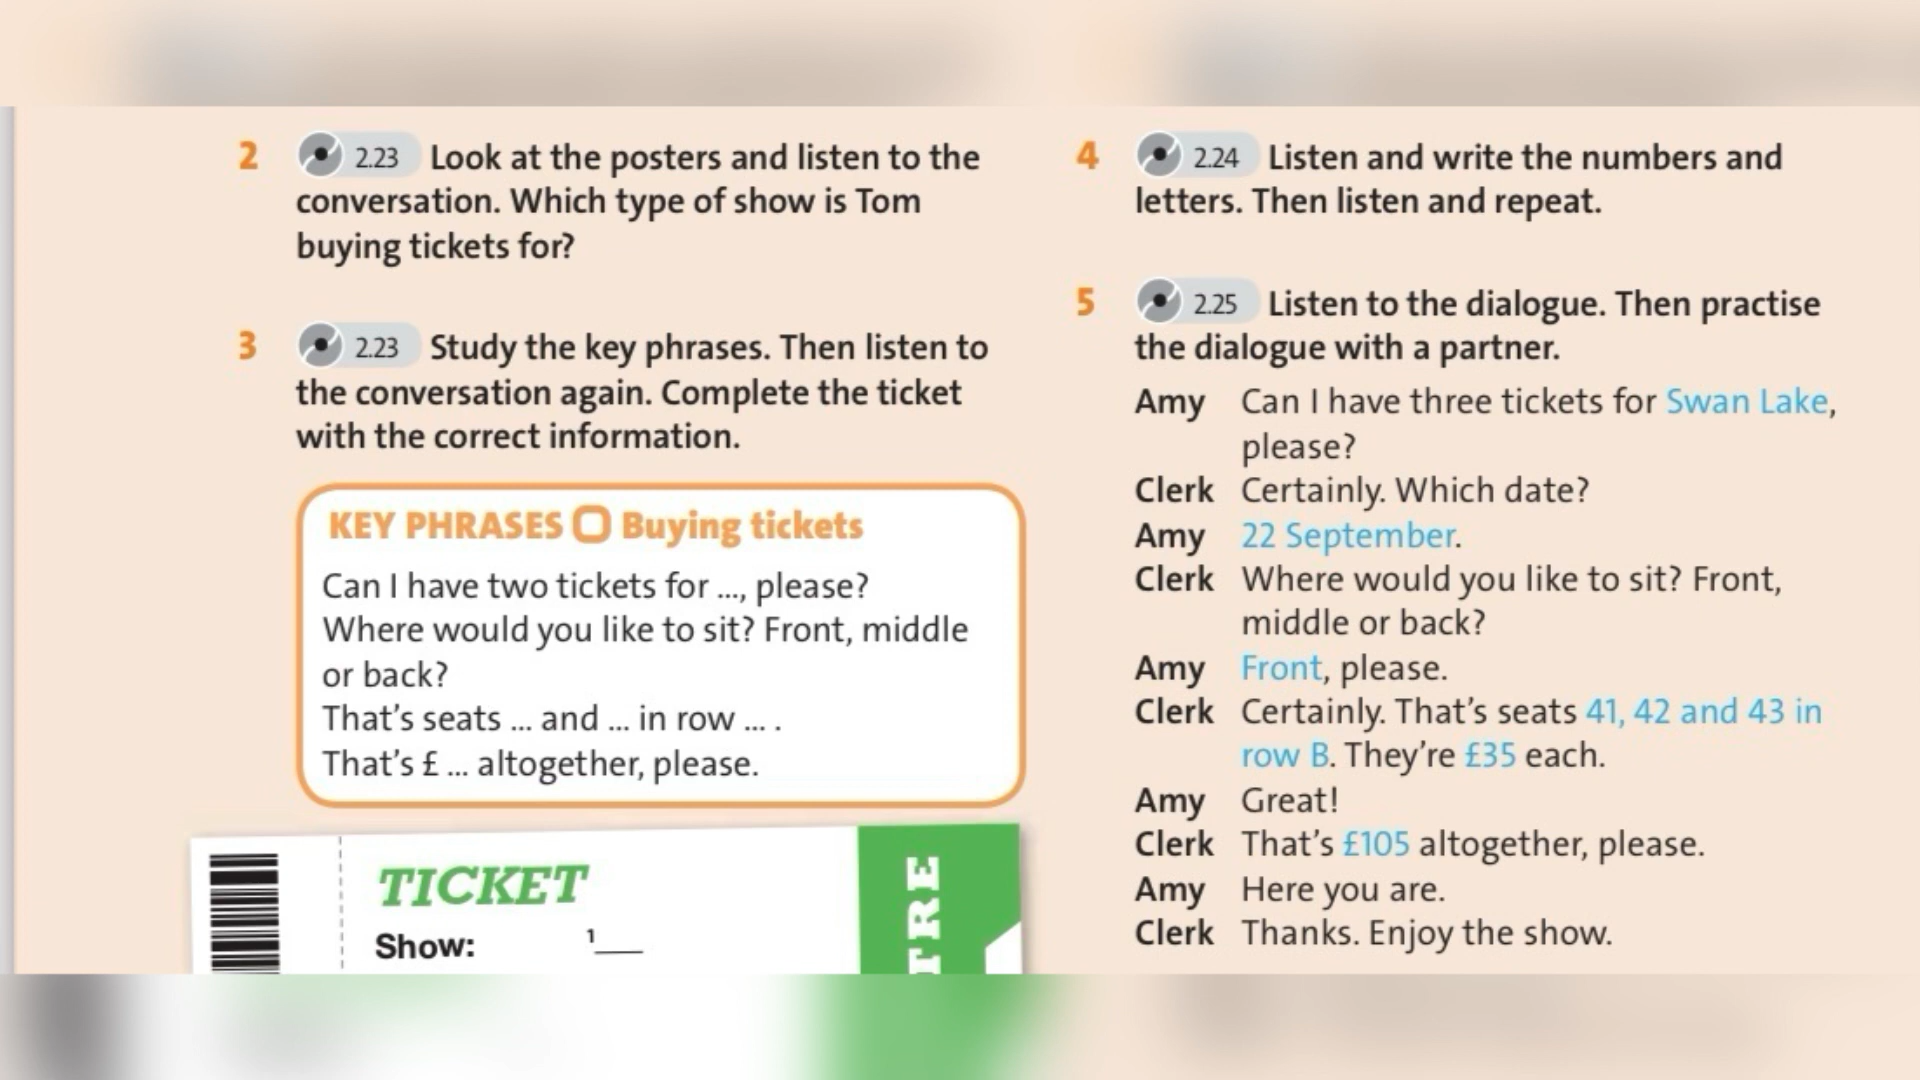 2 2.23 Look at the posters and listen to the
conversation. Which type of show is Tom
buying tickets for?
3 2.23 Study the key phrases. Then listen to
the conversation again. Complete the ticket
with the correct information.
KEY PHRASES Buying tickets
Can I have two tickets for ..., please?
Where would you like to sit? Front, middle
or back?
That's seats ... and ... in row ... .
That's £ ... altogether, please.
TICKET
Show: 1___
TRE
4 2.24 Listen and write the numbers and
letters. Then listen and repeat.
5 2.25 Listen to the dialogue. Then practise
the dialogue with a partner.
Amy Can I have three tickets for Swan Lake,
please?
Clerk Certainly. Which date?
Amy 22 September.
Clerk Where would you like to sit? Front,
middle or back?
Amy Front, please.
Clerk Certainly. That's seats 41, 42 and 43 in
row B. They're £35 each.
Amy Great!
Clerk That's £105 altogether, please.
Amy Here you are.
Clerk Thanks. Enjoy the show.